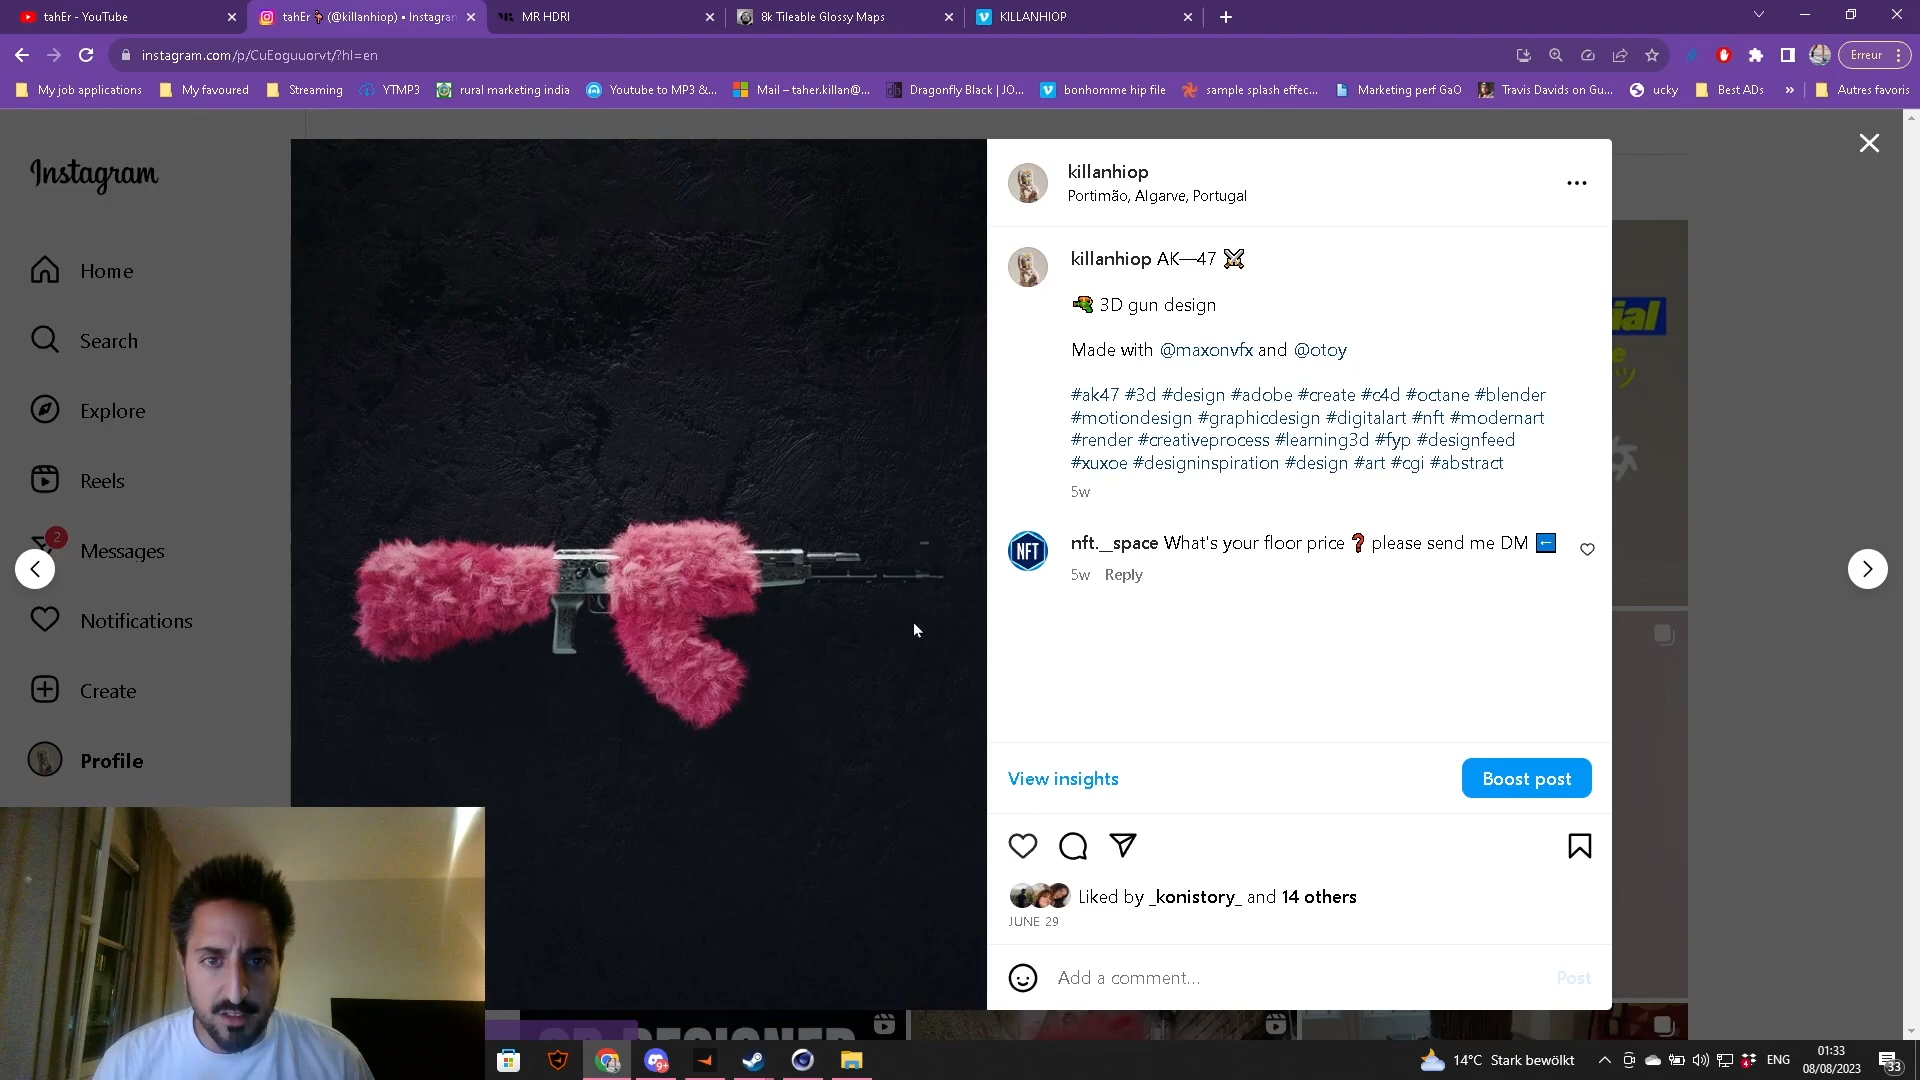 tahEr - YouTube
tahEr (@killanhiop) • Instagran
MR HDRI
8k Tileable Glossy Maps
KILLANHIOP
instagram.com/p/CuEoguuorvt/?hl=en
Erreur
My job applications
My favoured
Streaming
YTMP3
rural marketing india
Youtube to MP3 &...
Mail – taher.killan@...
Dragonfly Black | JO...
bonhomme hip file
sample splash effec...
Marketing perf GaO
Travis Davids on Gu...
ucky
Best ADs
»
Autres favoris
Instagram
Home
Search
Explore
Reels
2
Messages
Notifications
Create
Profile
killanhiop
Portimão, Algarve, Portugal
killanhiop AK—47 ⚔
🔫 3D gun design
Made with @maxonvfx and @otoy
#ak47 #3d #design #adobe #create #c4d #octane #blender
#motiondesign #graphicdesign #digitalart #nft #modernart
#render #creativeprocess #learning3d #fyp #designfeed
#xuxoe #designinspiration #design #art #cgi #abstract
5w
NFT
nft.__space What's your floor price ❓ please send me DM ⬅
5w Reply
View insights
Boost post
Liked by _konistory_ and 14 others
JUNE 29
Add a comment...
Post
ial
DESIGNER
9+
14°C Stark bewölkt
ENG
01:33
08/08/2023
33